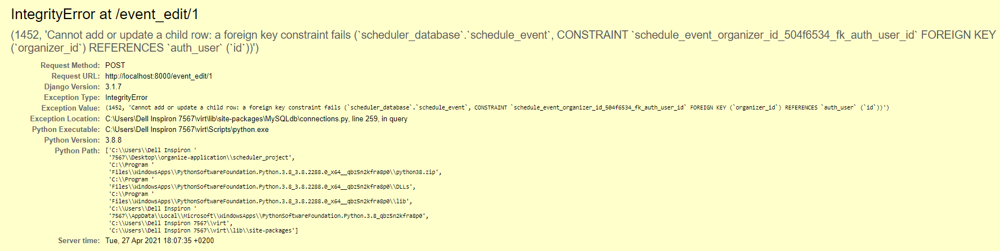 IntegrityError at /event_edit/1
(1452, 'Cannot add or update a child row: a foreign key constraint fails (`scheduler_database`.`schedule_event`, CONSTRAINT `schedule_event_organizer_id_504f6534_fk_auth_user_id` FOREIGN KEY
(`organizer_id`) REFERENCES `auth_user` (`id`))')
Request Method: POST
Request URL: http://localhost:8000/event_edit/1
Django Version: 3.1.7
Exception Type: IntegrityError
Exception Value: (1452, 'Cannot add or update a child row: a foreign key constraint fails (`scheduler_database`.`schedule_event`, CONSTRAINT `schedule_event_organizer_id_504f6534_fk_auth_user_id` FOREIGN KEY (`organizer_id`) REFERENCES `auth_user` (`id`))')
Exception Location: C:\Users\Dell Inspiron 7567\virt\lib\site-packages\MySQLdb\connections.py, line 259, in query
Python Executable: C:\Users\Dell Inspiron 7567\virt\Scripts\python.exe
Python Version: 3.8.8
Python Path: ['C:\\Users\\Dell Inspiron '
'7567\\Desktop\\organize-application\\scheduler_project',
'C:\\Program '
'Files\\WindowsApps\\PythonSoftwareFoundation.Python.3.8_3.8.2288.0_x64__qbz5n2kfra8p0\\python38.zip',
'C:\\Program '
'Files\\WindowsApps\\PythonSoftwareFoundation.Python.3.8_3.8.2288.0_x64__qbz5n2kfra8p0\\DLLs',
'C:\\Program '
'Files\\WindowsApps\\PythonSoftwareFoundation.Python.3.8_3.8.2288.0_x64__qbz5n2kfra8p0\\lib',
'C:\\Users\\Dell Inspiron '
'7567\\AppData\\Local\\Microsoft\\WindowsApps\\PythonSoftwareFoundation.Python.3.8_qbz5n2kfra8p0',
'C:\\Users\\Dell Inspiron 7567\\virt',
'C:\\Users\\Dell Inspiron 7567\\virt\\lib\\site-packages']
Server time: Tue, 27 Apr 2021 18:07:35 +0200